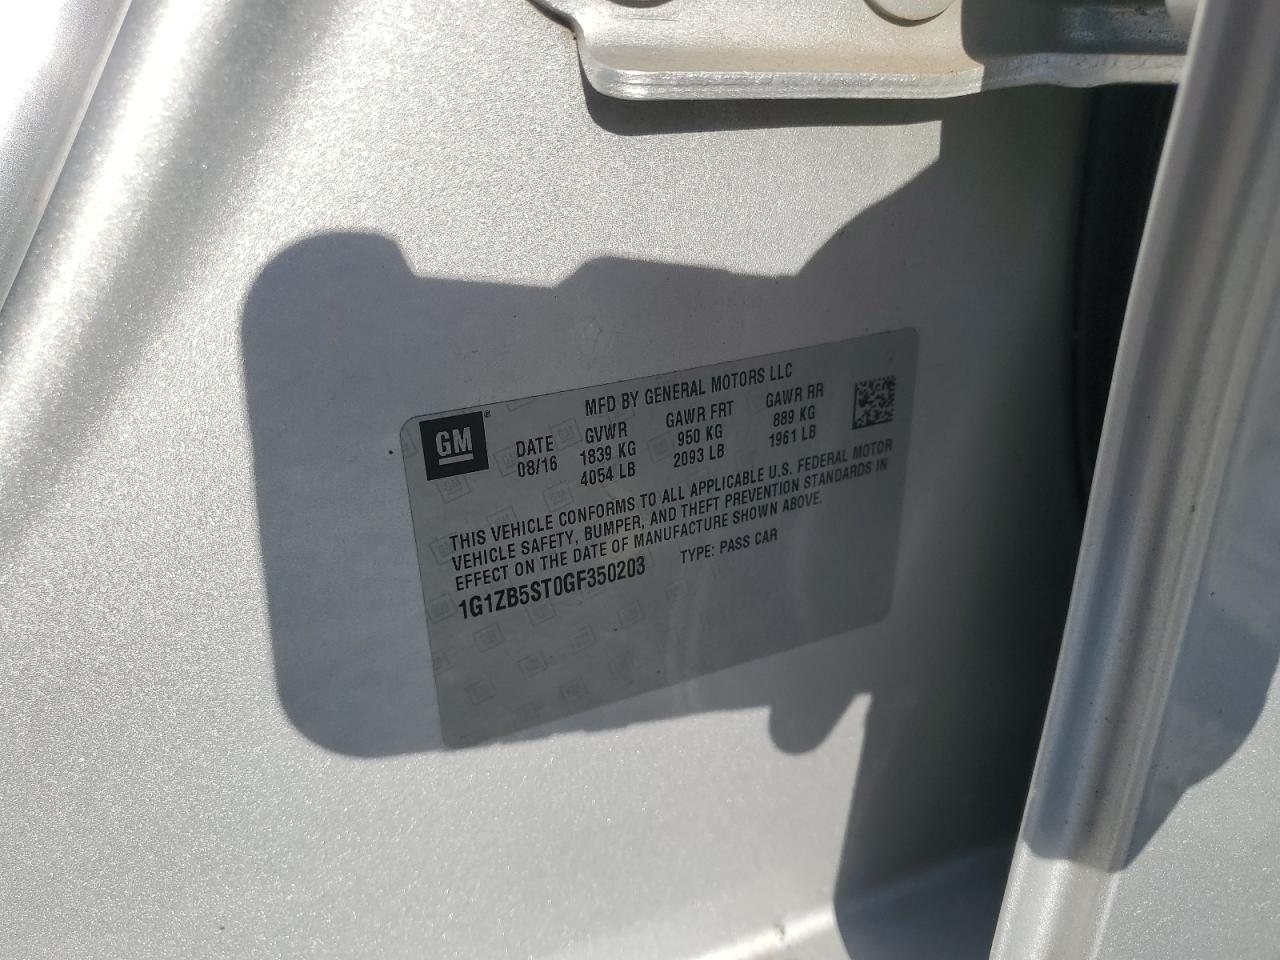 MFD BY GENERAL MOTORS LLC
GM®
DATE GVWR GAWR FRT GAWR RR
08/16 1839 KG 950 KG 889 KG
4054 LB 2093 LB 1961 LB
THIS VEHICLE CONFORMS TO ALL APPLICABLE U.S. FEDERAL MOTOR
VEHICLE SAFETY, BUMPER, AND THEFT PREVENTION STANDARDS IN
EFFECT ON THE DATE OF MANUFACTURE SHOWN ABOVE.
1G1ZB5ST0GF350203 TYPE: PASS CAR